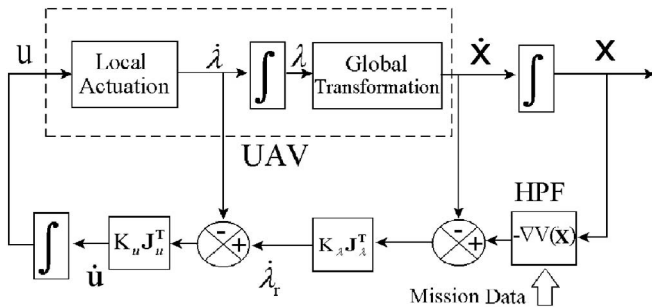 u
Local
Actuation
λ̇
∫
λ
Global
Transformation
Ẋ
∫
X
UAV
HPF
∫
u̇
K_u J_u^T
- +
λ̇_r
K_λ J_λ^T
- +
-∇V(X)
Mission Data